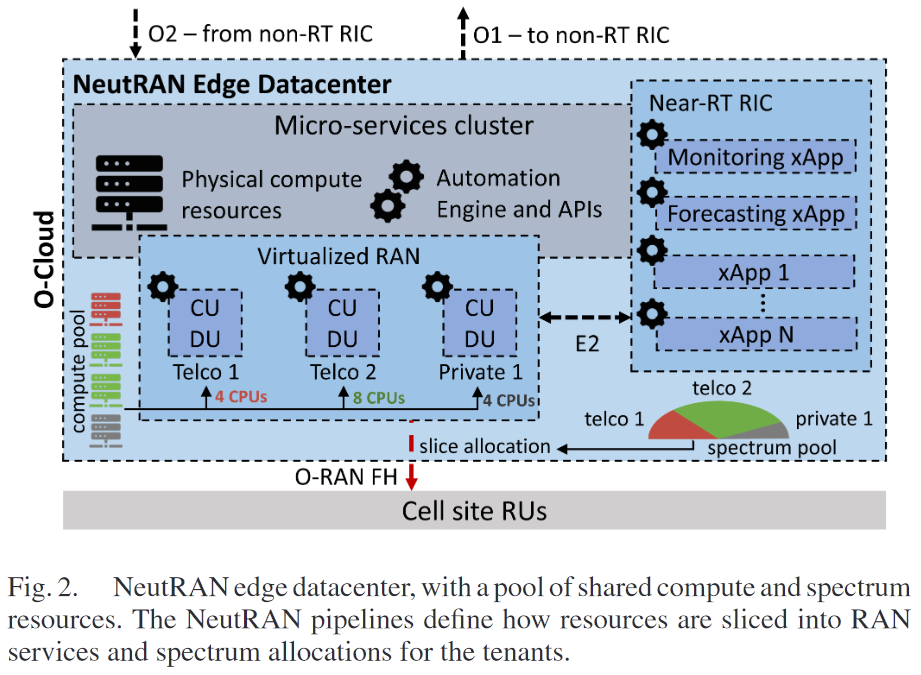 O2 – from non-RT RIC
O1 – to non-RT RIC
NeutRAN Edge Datacenter
Micro-services cluster
Physical compute
resources
Automation
Engine and APIs
Near-RT RIC
Monitoring xApp
Forecasting xApp
xApp 1
xApp N
O-Cloud
compute pool
Virtualized RAN
CU
DU
Telco 1
CU
DU
Telco 2
CU
DU
Private 1
4 CPUs
8 CPUs
4 CPUs
E2
telco 2
telco 1
private 1
spectrum pool
slice allocation
O-RAN FH
Cell site RUs
Fig. 2. NeutRAN edge datacenter, with a pool of shared compute and spectrum
resources. The NeutRAN pipelines define how resources are sliced into RAN
services and spectrum allocations for the tenants.